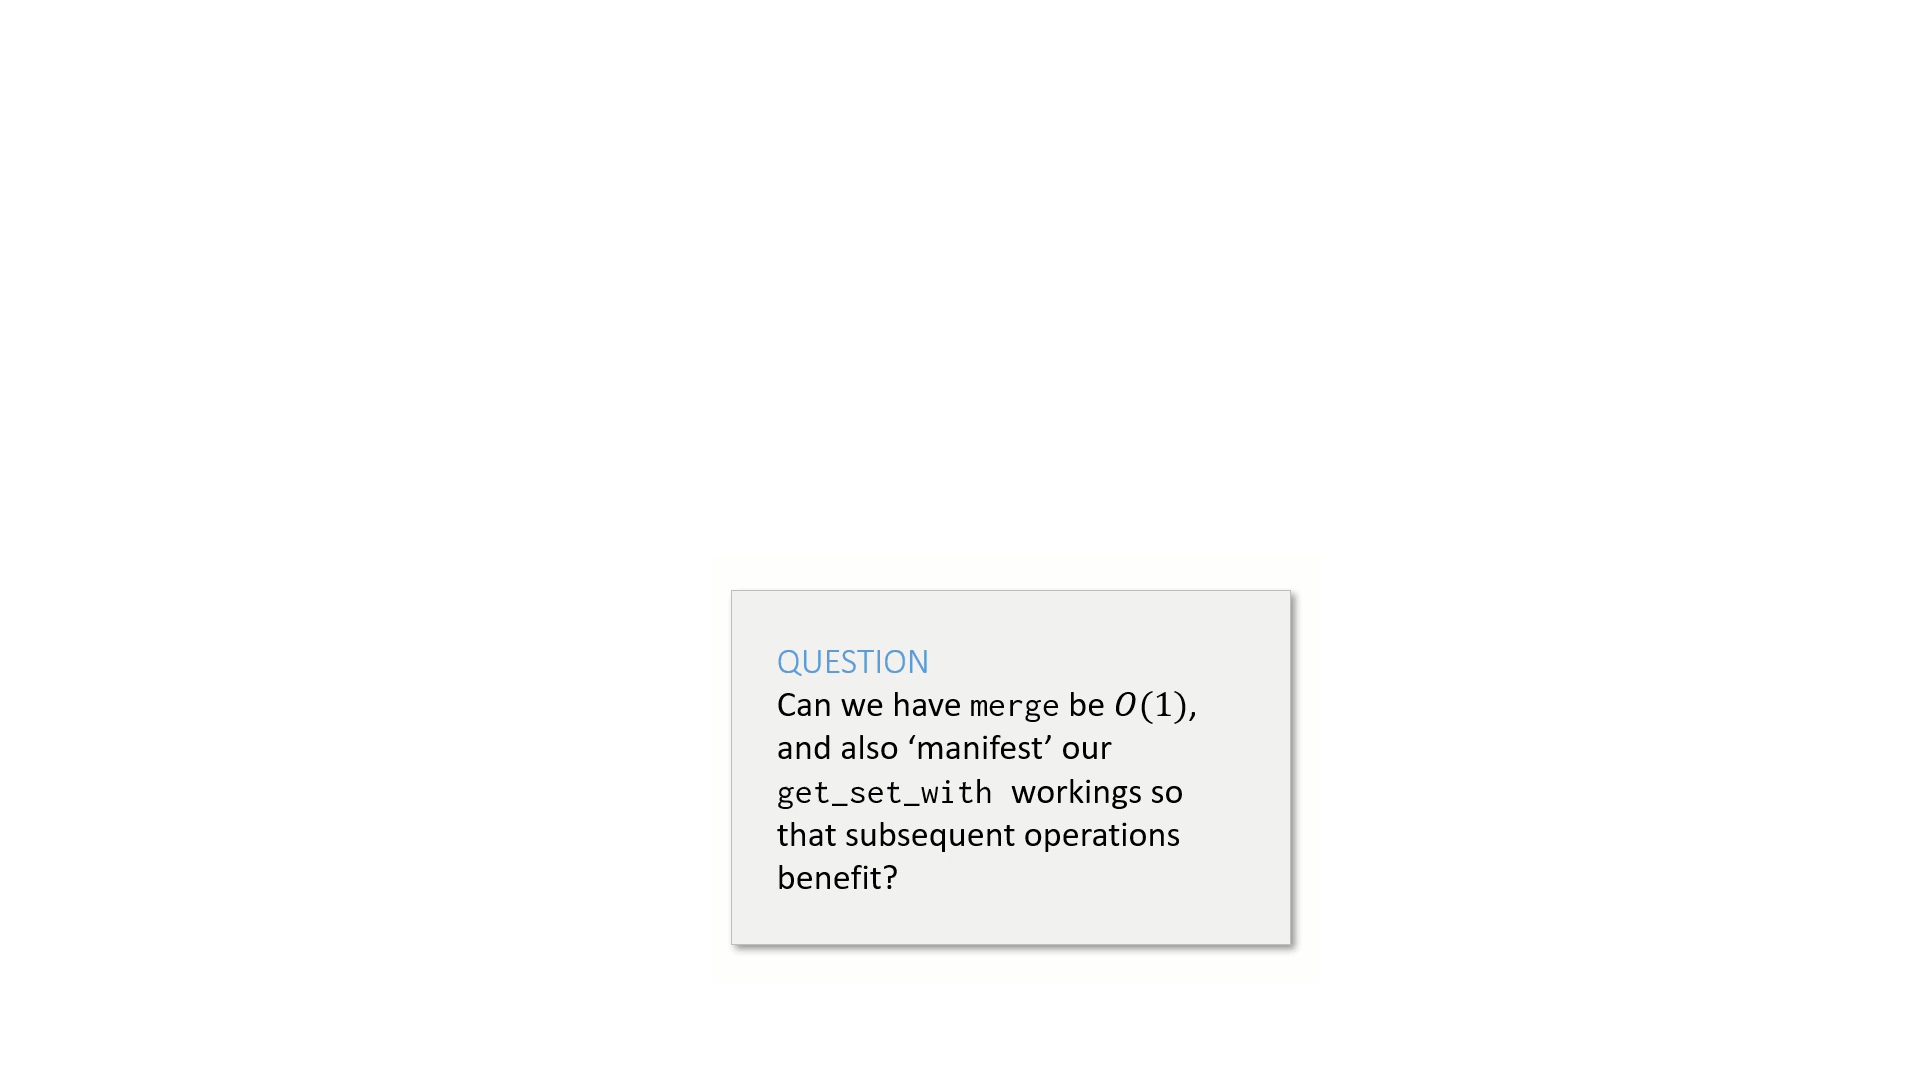 QUESTION
Can we have merge be O(1),
and also ‘manifest’ our
get_set_with workings so
that subsequent operations
benefit?